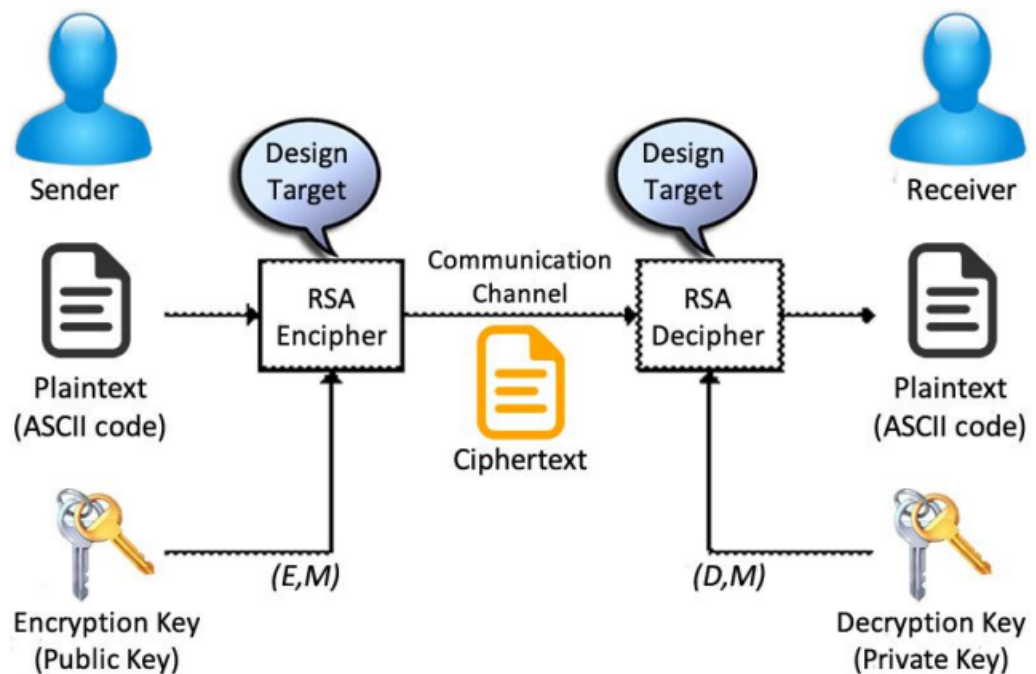 Sender
Design
Target
Design
Target
Receiver
Plaintext
(ASCII code)
RSA
Encipher
Communication
Channel
Ciphertext
RSA
Decipher
Plaintext
(ASCII code)
Encryption Key
(Public Key)
(E,M)
(D,M)
Decryption Key
(Private Key)